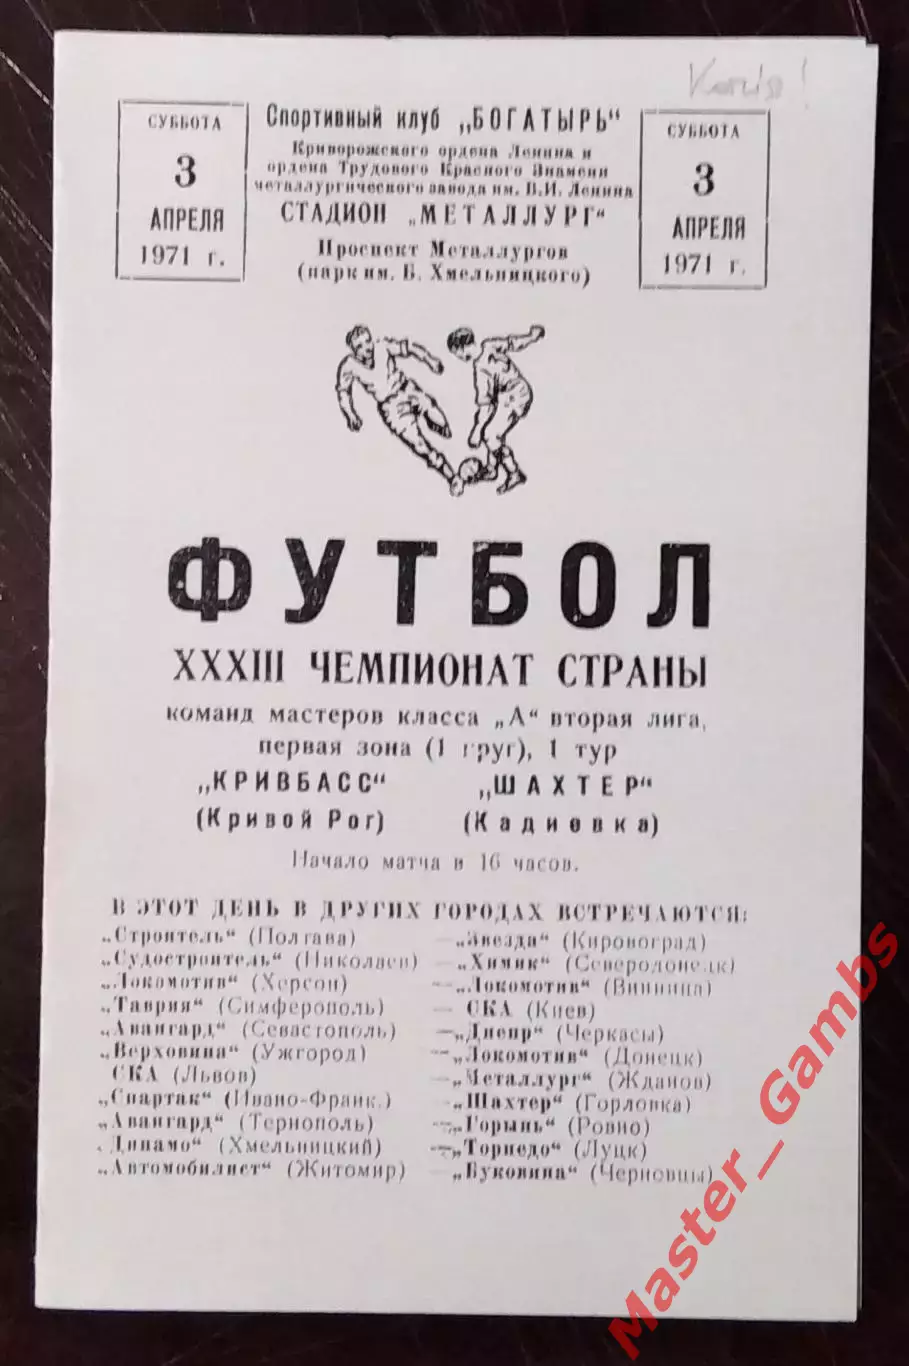 Копия!
СУББОТА
3
АПРЕЛЯ
1971 г.
Спортивный клуб „БОГАТЫРЬ“
Криворожского ордена Ленина и
ордена Трудового Красного Знамени
металлургического завода им. В.И. Ленина
СТАДИОН „МЕТАЛЛУРГ“
Проспект Металлургов
(парк им. Б. Хмельницкого)
СУББОТА
3
АПРЕЛЯ
1971 г.
ФУТБОЛ
XXXIII ЧЕМПИОНАТ СТРАНЫ
команд мастеров класса „А“ вторая лига,
первая зона (1 круг), 1 тур
„КРИВБАСС“ „ШАХТЕР“
(Кривой Рог) (Кадиевка)
Начало матча в 16 часов.
В ЭТОТ ДЕНЬ В ДРУГИХ ГОРОДАХ ВСТРЕЧАЮТСЯ:
„Строитель“ (Полтава) — „Звезда“ (Кировоград)
„Судостроитель“ (Николаев) — „Химик“ (Северодонецк)
„Локомотив“ (Херсон) — „Локомотив“ (Винница)
„Таврия“ (Симферополь) — СКА (Киев)
„Авангард“ (Севастополь) — „Днепр“ (Черкасы)
„Верховина“ (Ужгород) — „Локомотив“ (Донецк)
СКА (Львов) — „Металлург“ (Жданов)
„Спартак“ (Ивано-Франк.) — „Шахтер“ (Горловка)
„Авангард“ (Тернополь) — „Горынь“ (Ровно)
„Динамо“ (Хмельницкий) — „Торпедо“ (Луцк)
„Автомобилист“ (Житомир) — „Буковина“ (Черновцы)
Master_Gambs